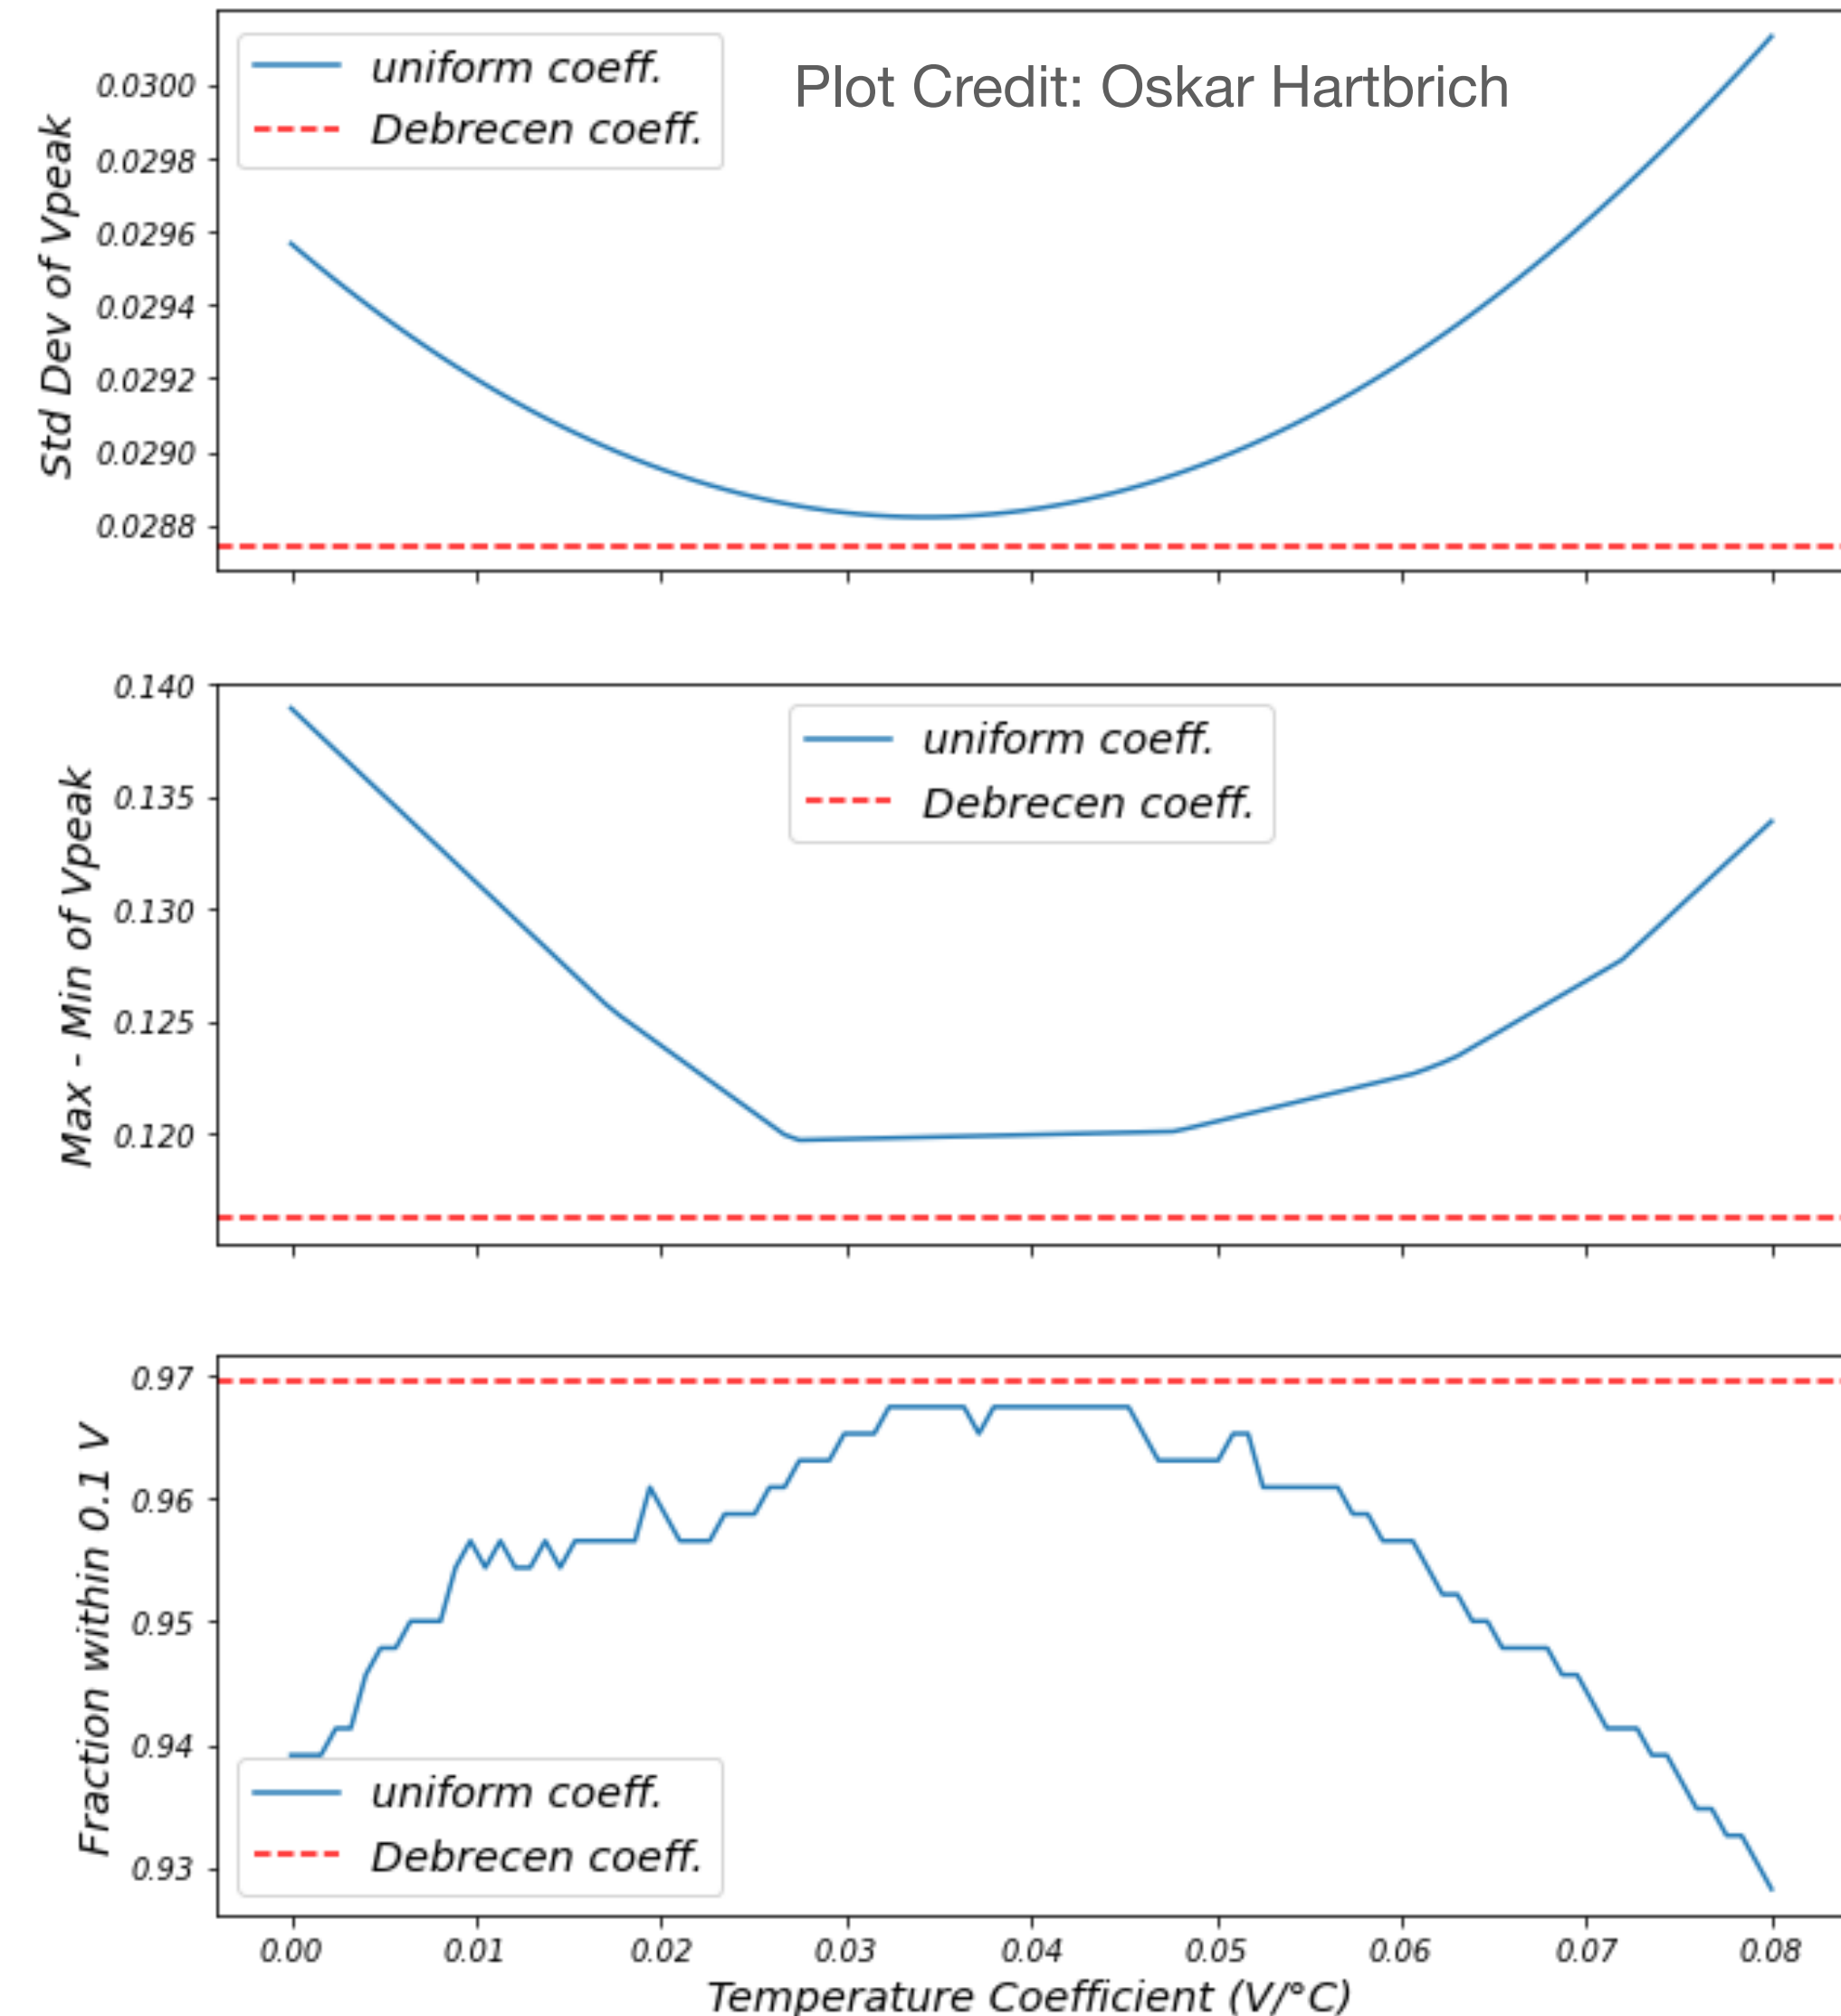 Plot Credit: Oskar Hartbrich
uniform coeff.
Debrecen coeff.
Std Dev of Vpeak
0.0300
0.0298
0.0296
0.0294
0.0292
0.0290
0.0288
uniform coeff.
Debrecen coeff.
Max - Min of Vpeak
0.140
0.135
0.130
0.125
0.120
Fraction within 0.1 V
0.97
0.96
0.95
0.94
0.93
uniform coeff.
Debrecen coeff.
0.00 0.01 0.02 0.03 0.04 0.05 0.06 0.07 0.08
Temperature Coefficient (V/°C)